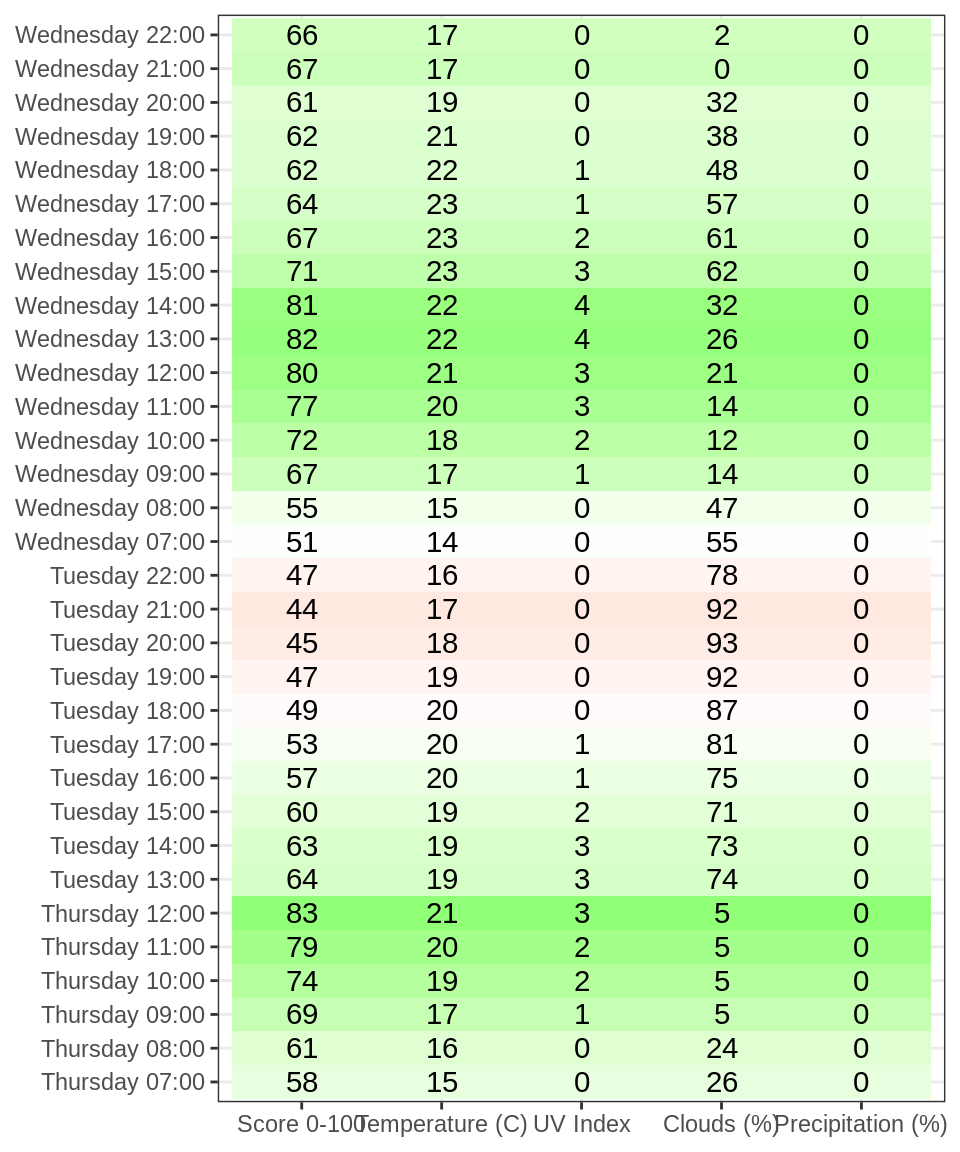 Wednesday 22:00 66 17 0 2 0
Wednesday 21:00 67 17 0 0 0
Wednesday 20:00 61 19 0 32 0
Wednesday 19:00 62 21 0 38 0
Wednesday 18:00 62 22 1 48 0
Wednesday 17:00 64 23 1 57 0
Wednesday 16:00 67 23 2 61 0
Wednesday 15:00 71 23 3 62 0
Wednesday 14:00 81 22 4 32 0
Wednesday 13:00 82 22 4 26 0
Wednesday 12:00 80 21 3 21 0
Wednesday 11:00 77 20 3 14 0
Wednesday 10:00 72 18 2 12 0
Wednesday 09:00 67 17 1 14 0
Wednesday 08:00 55 15 0 47 0
Wednesday 07:00 51 14 0 55 0
Tuesday 22:00 47 16 0 78 0
Tuesday 21:00 44 17 0 92 0
Tuesday 20:00 45 18 0 93 0
Tuesday 19:00 47 19 0 92 0
Tuesday 18:00 49 20 0 87 0
Tuesday 17:00 53 20 1 81 0
Tuesday 16:00 57 20 1 75 0
Tuesday 15:00 60 19 2 71 0
Tuesday 14:00 63 19 3 73 0
Tuesday 13:00 64 19 3 74 0
Thursday 12:00 83 21 3 5 0
Thursday 11:00 79 20 2 5 0
Thursday 10:00 74 19 2 5 0
Thursday 09:00 69 17 1 5 0
Thursday 08:00 61 16 0 24 0
Thursday 07:00 58 15 0 26 0
Score 0-100 Temperature (C) UV Index Clouds (%) Precipitation (%)